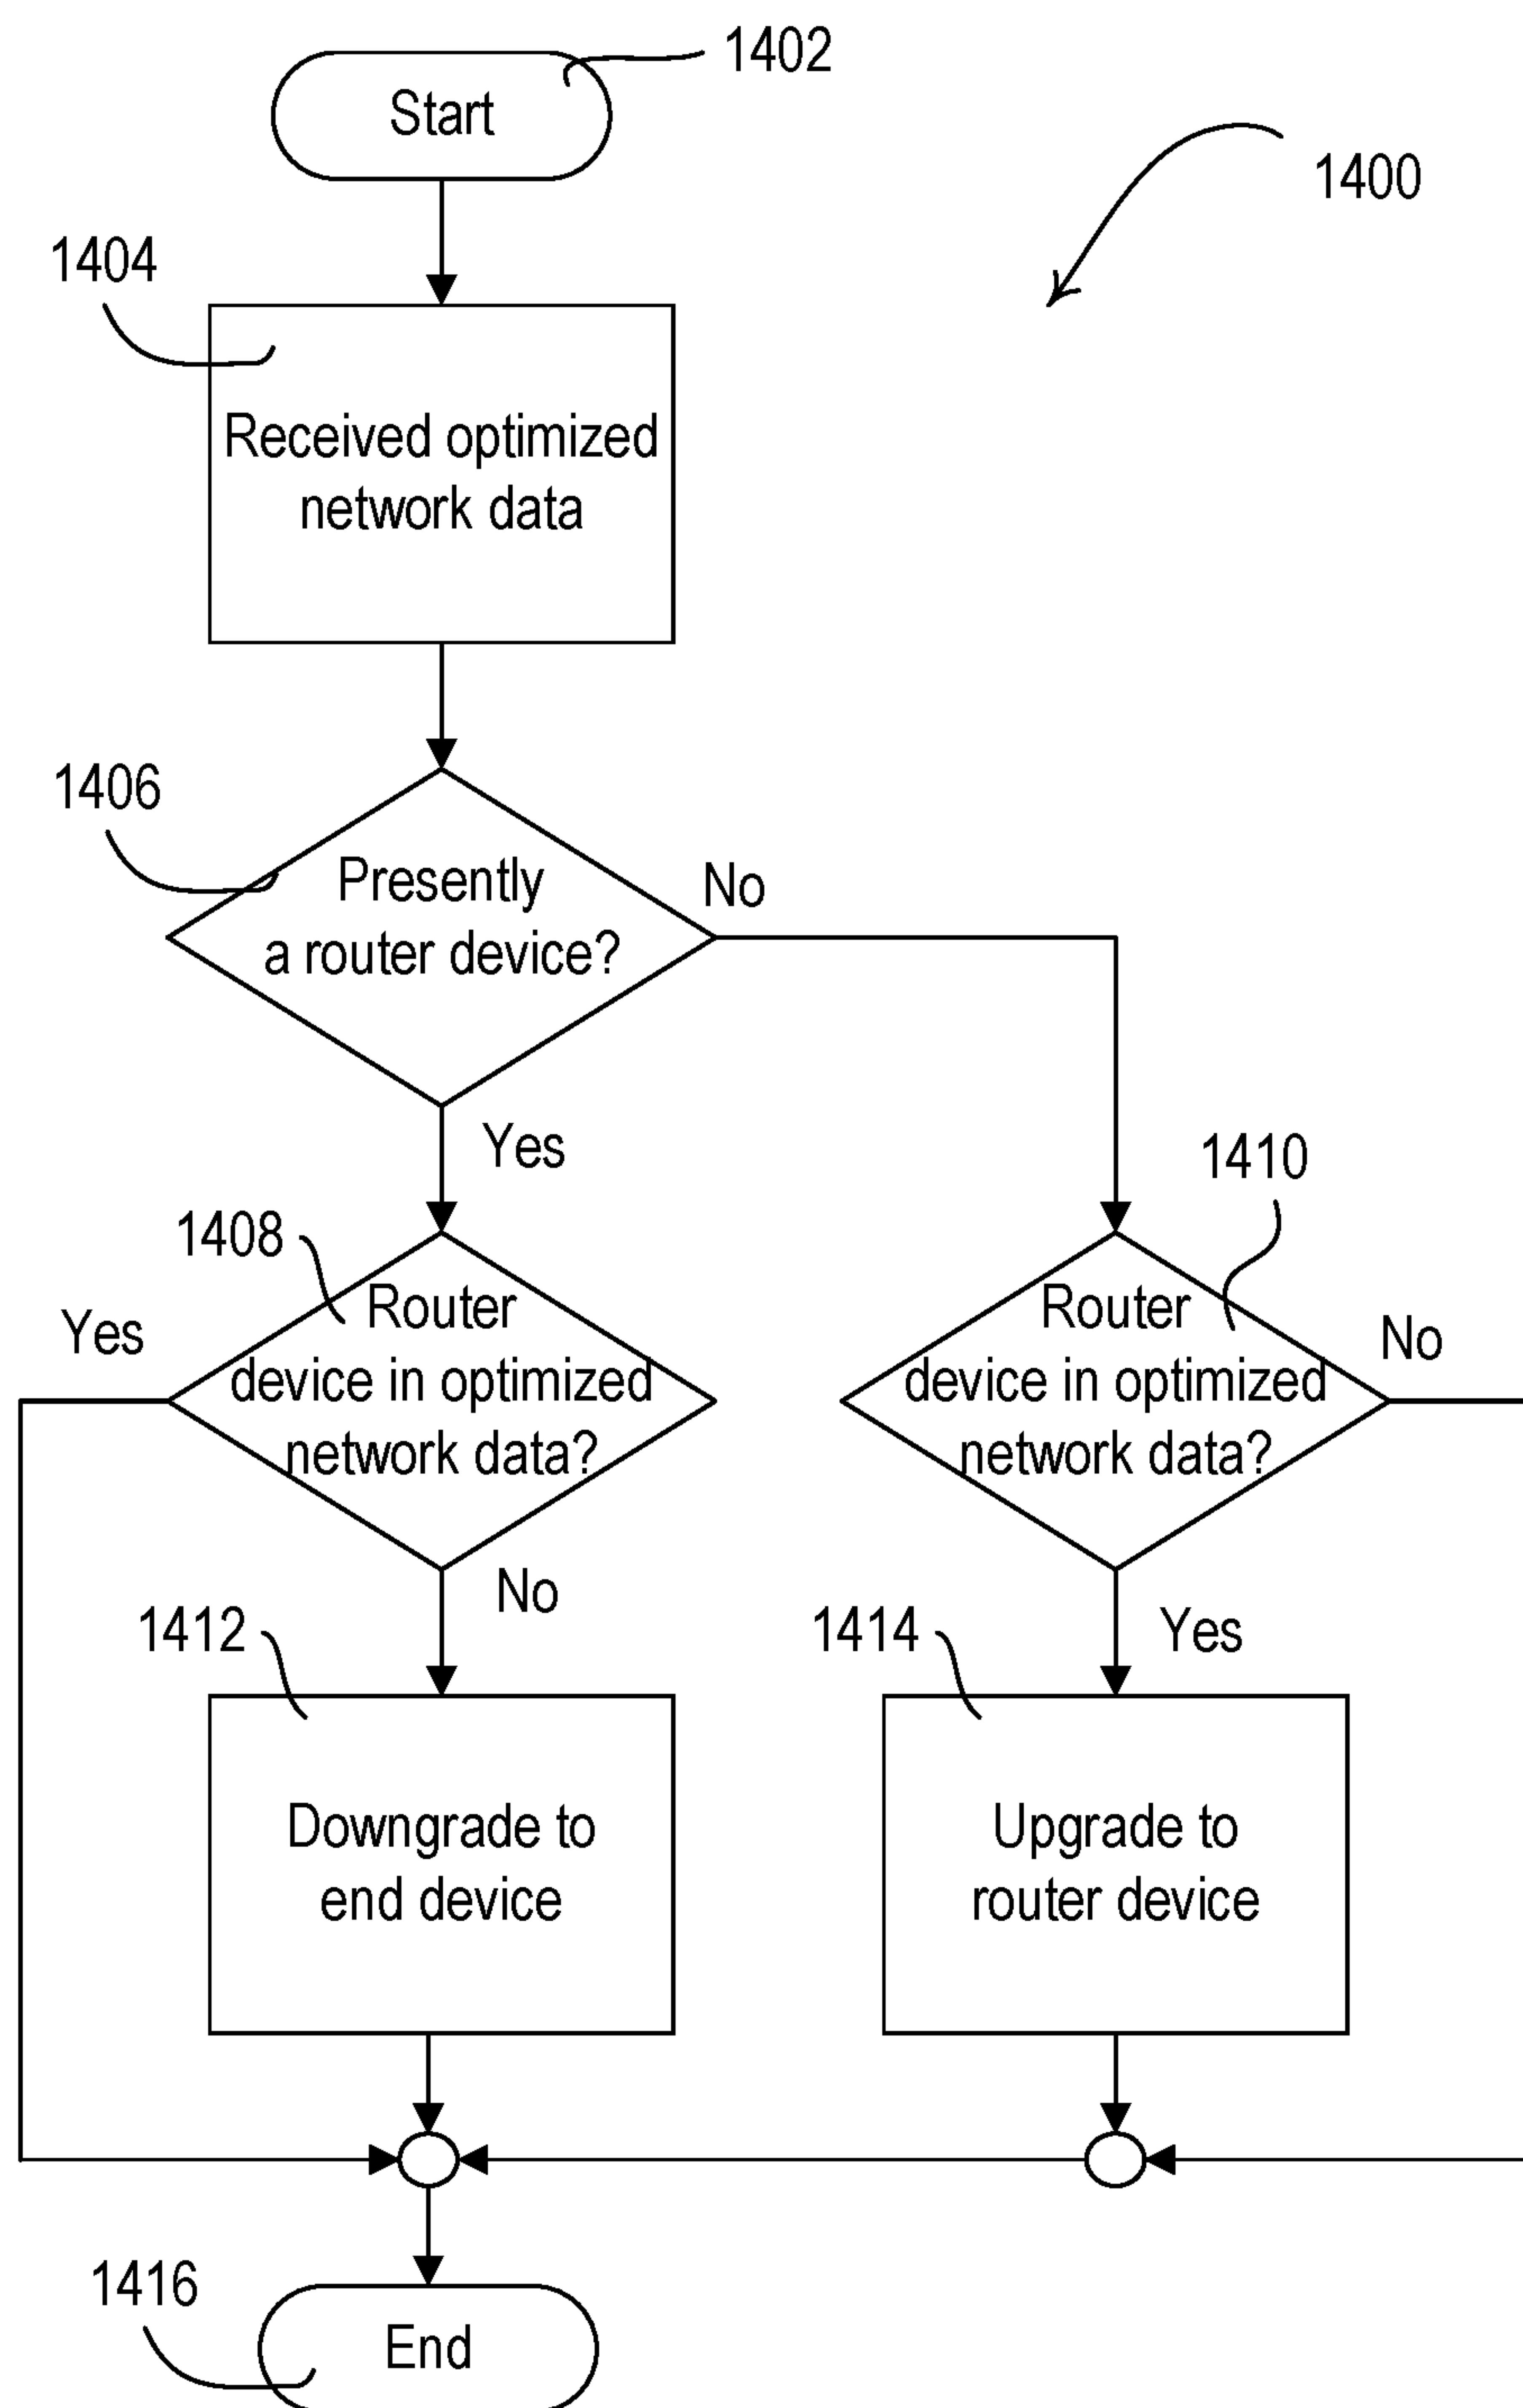 1402
Start
1400
1404
Received optimized
network data
1406
Presently
a router device?
No
Yes
1408
Router
device in optimized
network data?
Yes
1410
Router
device in optimized
network data?
No
No
1412
Downgrade to
end device
Yes
1414
Upgrade to
router device
1416
End